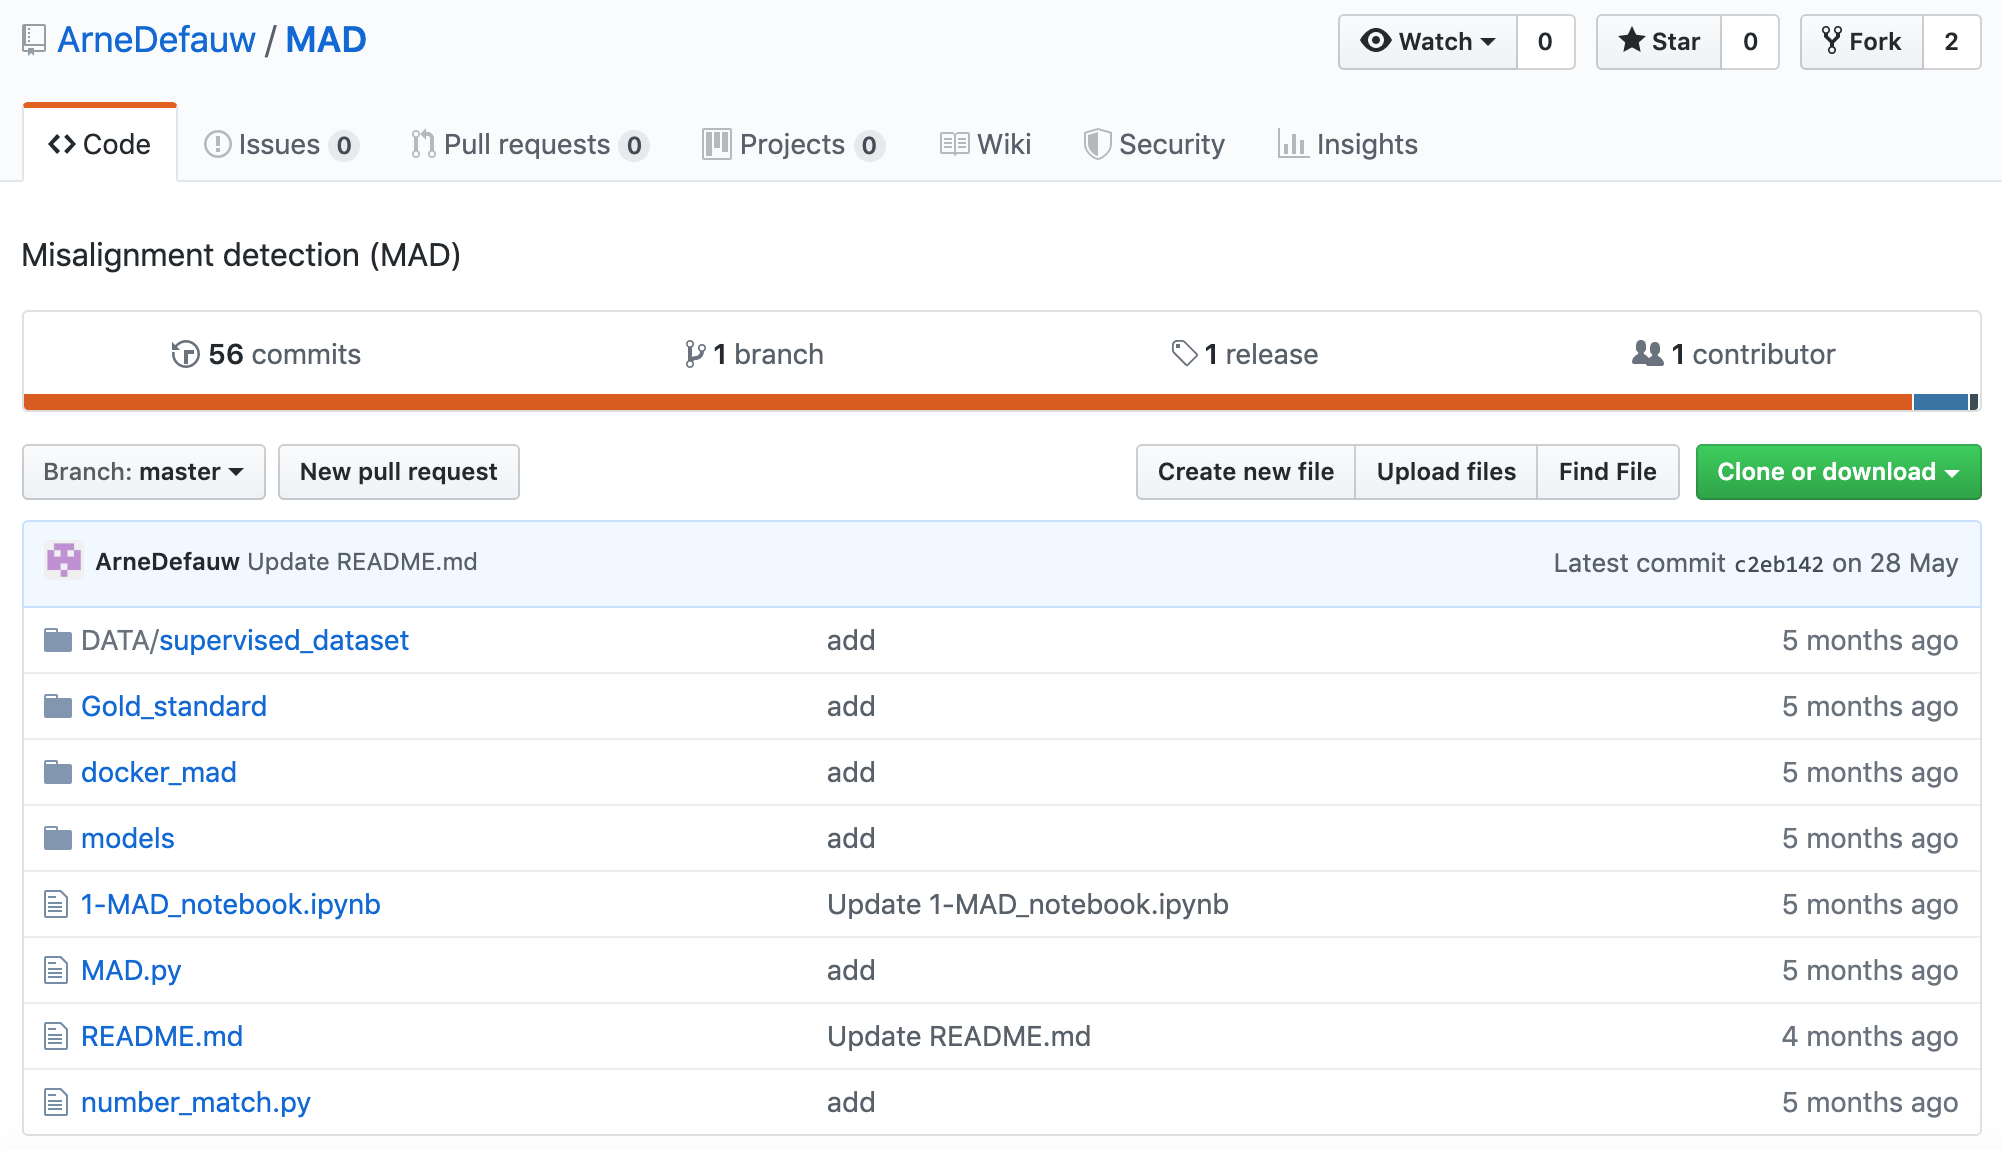 ArneDefauw / MAD
Watch 0 Star 0 Fork 2
Code Issues 0 Pull requests 0 Projects 0 Wiki Security Insights
Misalignment detection (MAD)
56 commits 1 branch 1 release 1 contributor
Branch: master New pull request Create new file Upload files Find File Clone or download
ArneDefauw Update README.md Latest commit c2eb142 on 28 May
DATA/supervised_dataset add 5 months ago
Gold_standard add 5 months ago
docker_mad add 5 months ago
models add 5 months ago
1-MAD_notebook.ipynb Update 1-MAD_notebook.ipynb 5 months ago
MAD.py add 5 months ago
README.md Update README.md 4 months ago
number_match.py add 5 months ago